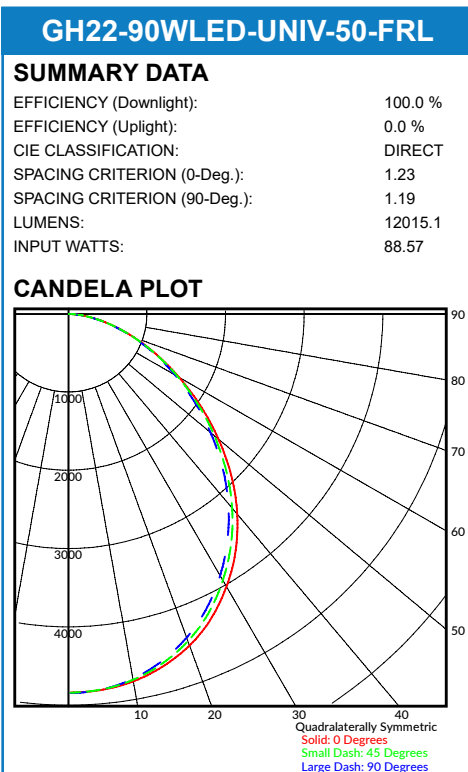 GH22-90WLED-UNIV-50-FRL
SUMMARY DATA
EFFICIENCY (Downlight): 100.0 %
EFFICIENCY (Uplight): 0.0 %
CIE CLASSIFICATION: DIRECT
SPACING CRITERION (0-Deg.): 1.23
SPACING CRITERION (90-Deg.): 1.19
LUMENS: 12015.1
INPUT WATTS: 88.57
CANDELA PLOT
90
80
1000
70
2000
60
3000
50
4000
10 20 30 40
Quadralaterally Symmetric
Solid: 0 Degrees
Small Dash: 45 Degrees
Large Dash: 90 Degrees